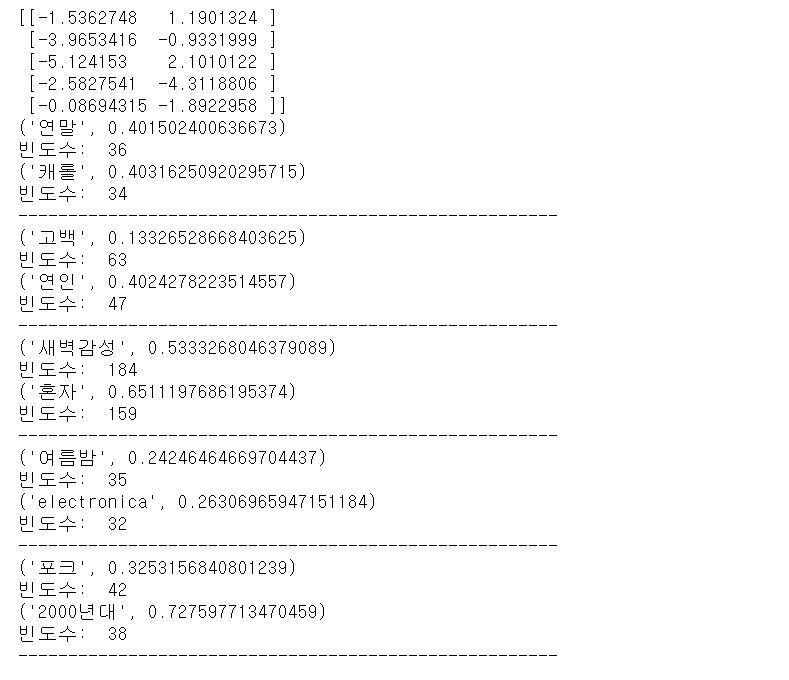 [[-1.5362748   1.1901324 ]
 [-3.9653416  -0.9331999 ]
 [-5.124153    2.1010122 ]
 [-2.5827541  -4.3118806 ]
 [-0.08694315 -1.8922958 ]]
('연말', 0.401502400636673)
빈도수:  36
('캐롤', 0.40316250920295715)
빈도수:  34
------------------------------------------------------
('고백', 0.13326528668403625)
빈도수:  63
('연인', 0.4024278223514557)
빈도수:  47
------------------------------------------------------
('새벽감성', 0.5333268046379089)
빈도수:  184
('혼자', 0.6511197686195374)
빈도수:  159
------------------------------------------------------
('여름밤', 0.24246464669704437)
빈도수:  35
('electronica', 0.26306965947151184)
빈도수:  32
------------------------------------------------------
('포크', 0.3253156840801239)
빈도수:  42
('2000년대', 0.727597713470459)
빈도수:  38
------------------------------------------------------